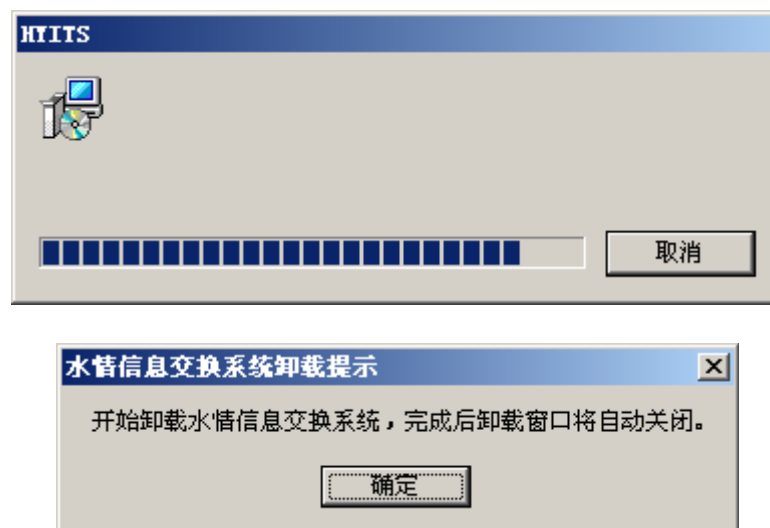 HYITS
取消
水情信息交换系统卸载提示
开始卸载水情信息交换系统，完成后卸载窗口将自动关闭。
确定